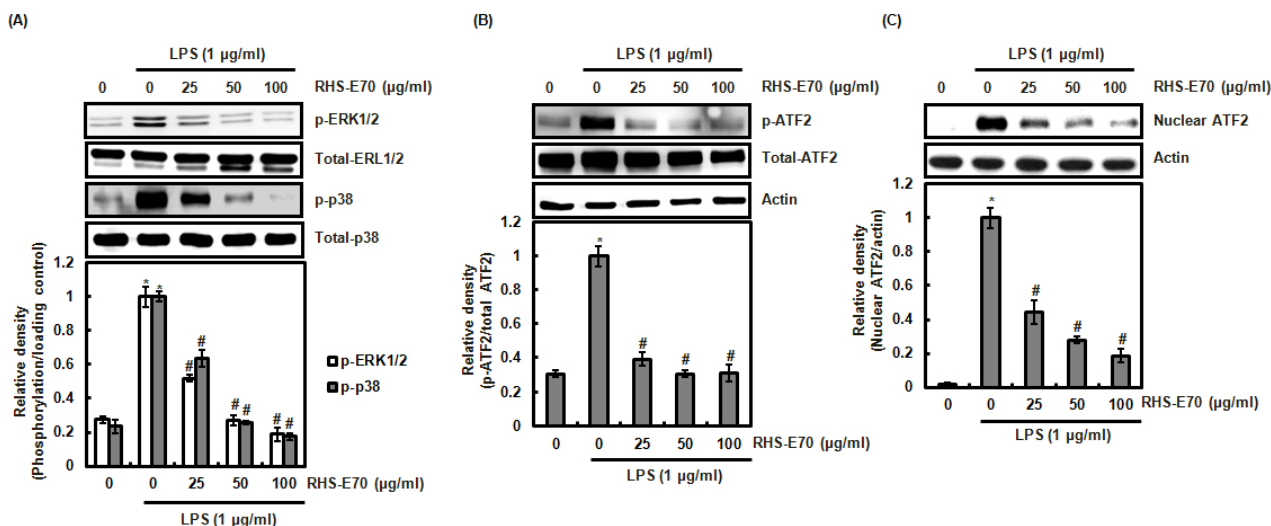 (A)
LPS (1 µg/ml)
0 0 25 50 100 RHS-E70 (µg/ml)
p-ERK1/2
Total-ERL1/2
p-p38
Total-p38
Relative density
(Phosphorylation/loading control)
1.2
1
0.8
0.6
0.4
0.2
0
* *
# #
# #
# #
p-ERK1/2
p-p38
0 0 25 50 100 RHS-E70 (µg/ml)
LPS (1 µg/ml)
(B)
LPS (1 µg/ml)
0 0 25 50 100 RHS-E70 (µg/ml)
p-ATF2
Total-ATF2
Actin
Relative density
(p-ATF2/total ATF2)
1.2
1
0.8
0.6
0.4
0.2
0
*
# # #
0 0 25 50 100 RHS-E70 (µg/ml)
LPS (1 µg/ml)
(C)
LPS (1 µg/ml)
0 0 25 50 100
Nuclear ATF2
Actin
Relative density
(Nuclear ATF2/actin)
1.2
1
0.8
0.6
0.4
0.2
0
*
#
#
#
0 0 25 50 100 RHS-E70 (µg/ml)
LPS (1 µg/ml)